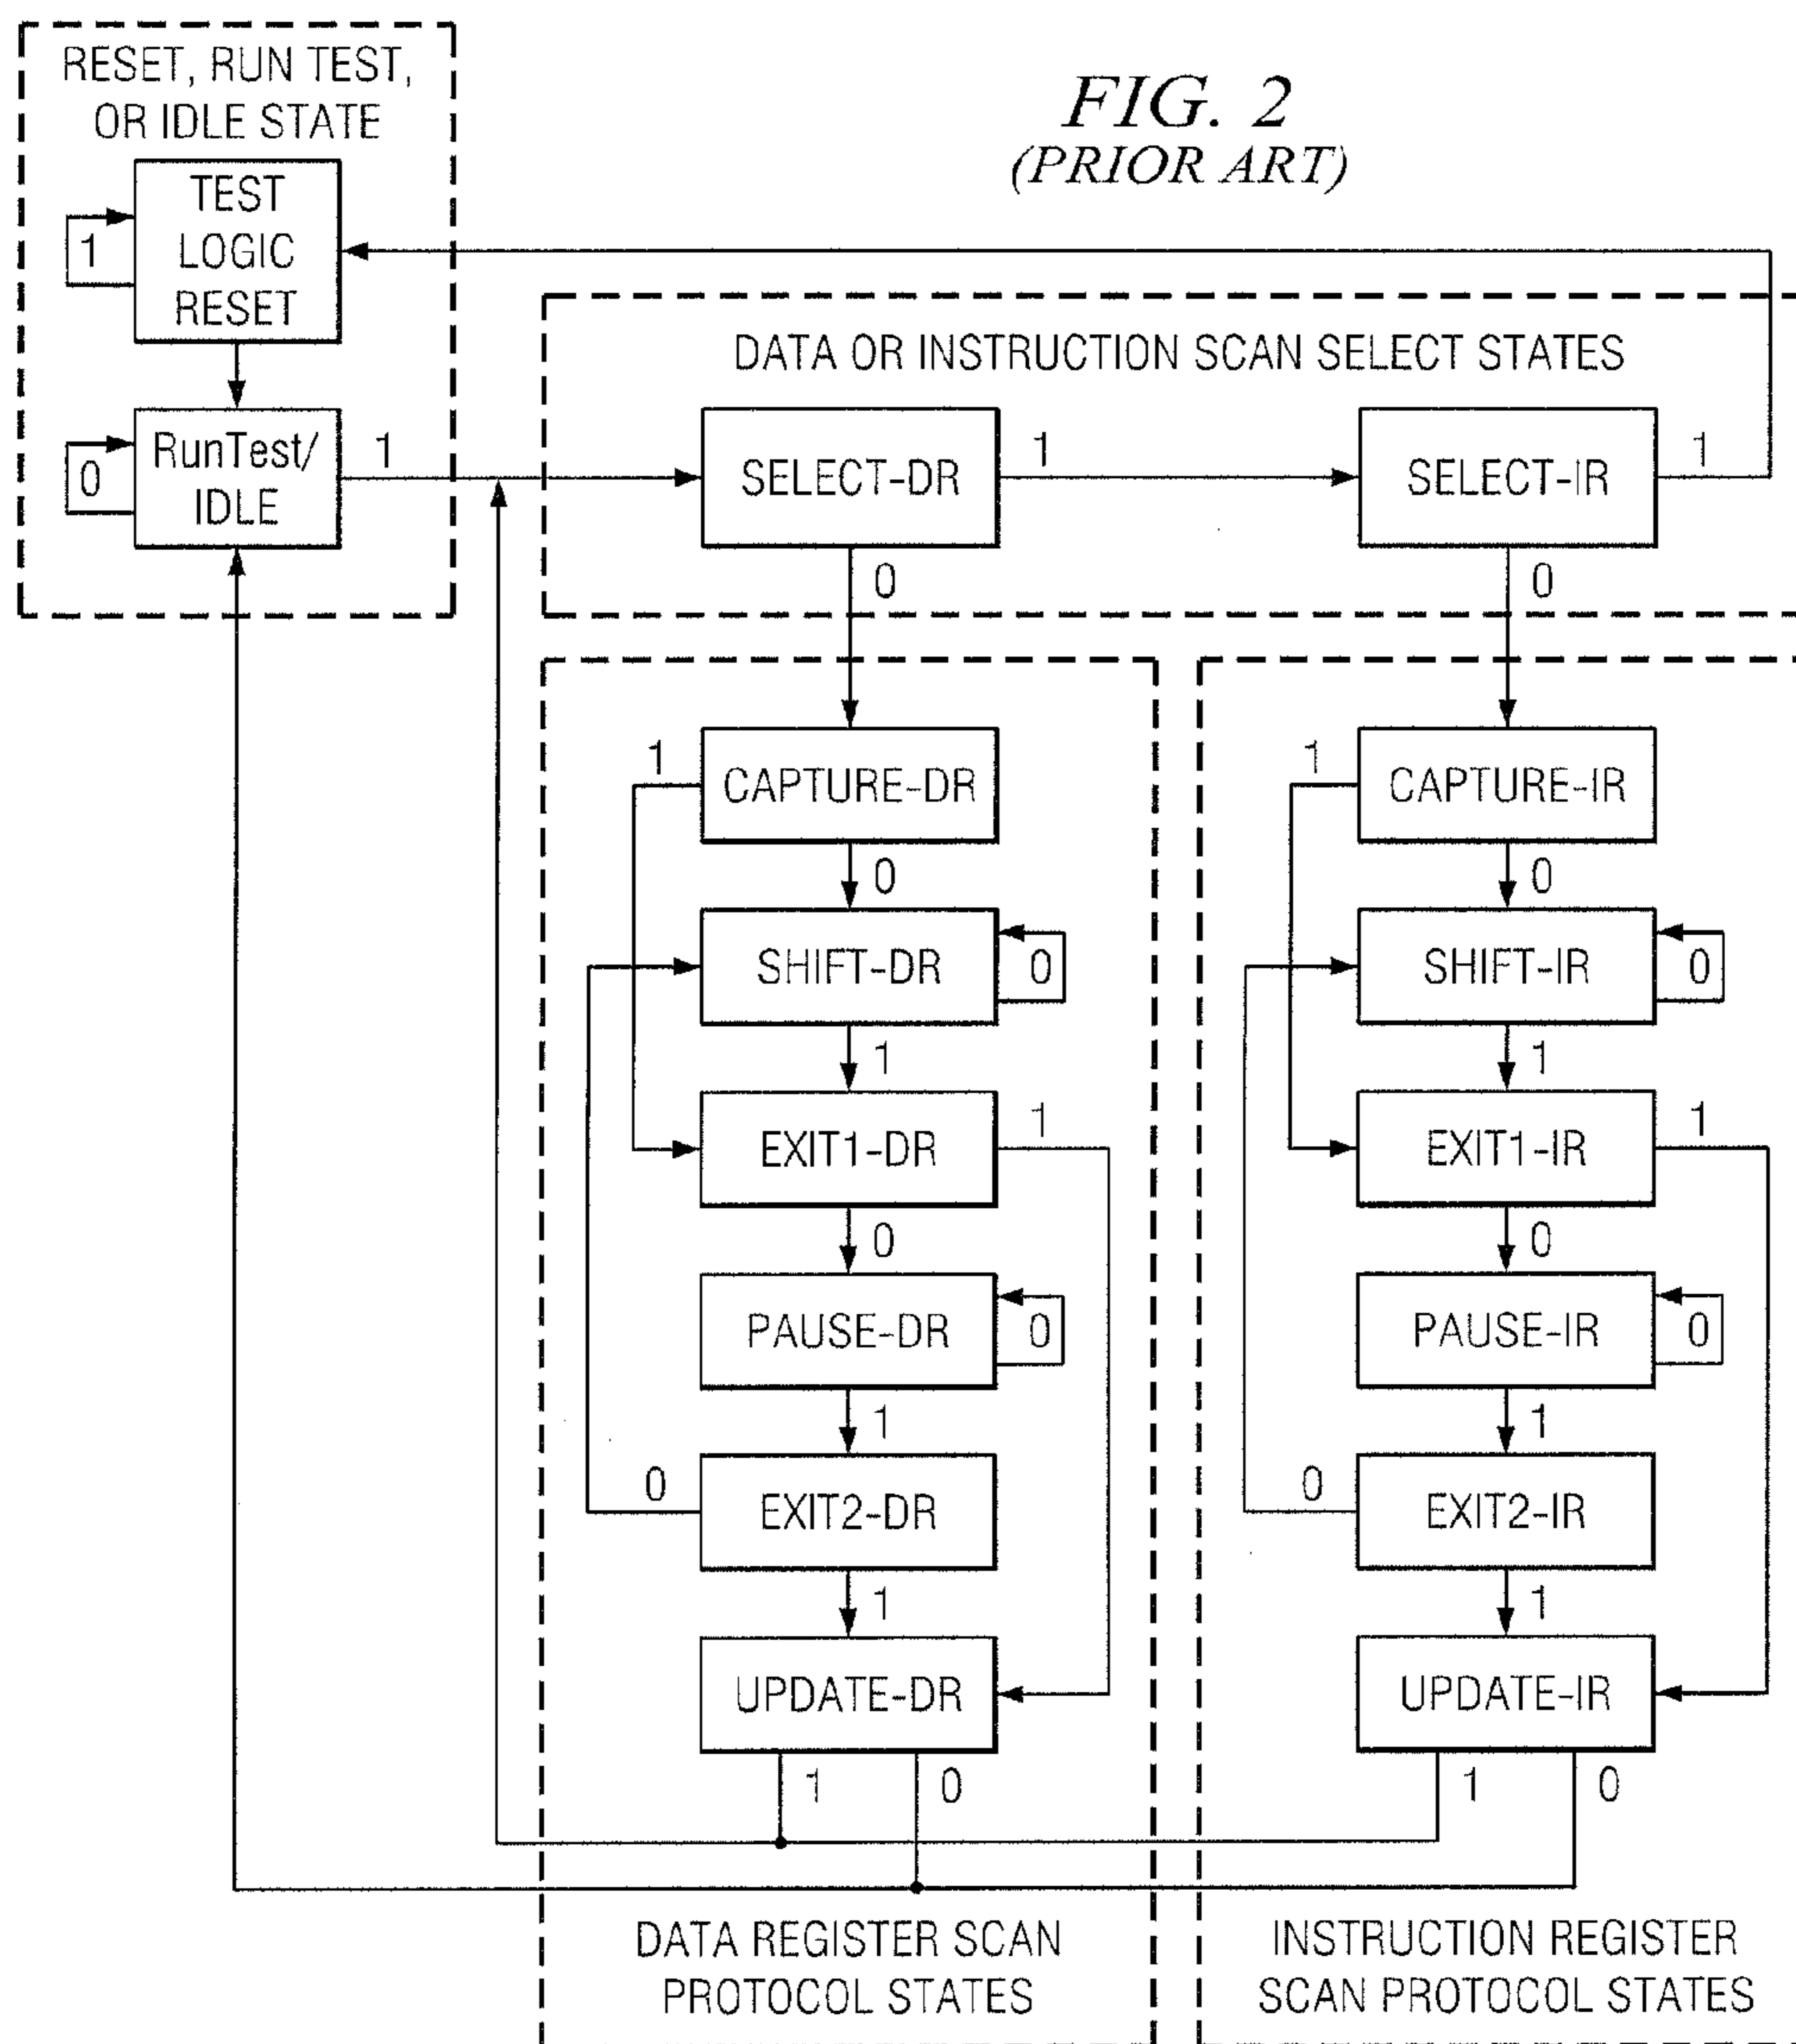 RESET, RUN TEST,
OR IDLE STATE
FIG. 2
(PRIOR ART)
TEST
LOGIC
RESET
1
DATA OR INSTRUCTION SCAN SELECT STATES
RunTest/
IDLE
0
1
SELECT-DR
1
SELECT-IR
1
0
0
1
CAPTURE-DR
0
SHIFT-DR
0
1
EXIT1-DR
1
0
PAUSE-DR
0
1
0
EXIT2-DR
1
UPDATE-DR
1
0
DATA REGISTER SCAN
PROTOCOL STATES
1
CAPTURE-IR
0
SHIFT-IR
0
1
EXIT1-IR
1
0
PAUSE-IR
0
1
0
EXIT2-IR
1
UPDATE-IR
1
0
INSTRUCTION REGISTER
SCAN PROTOCOL STATES